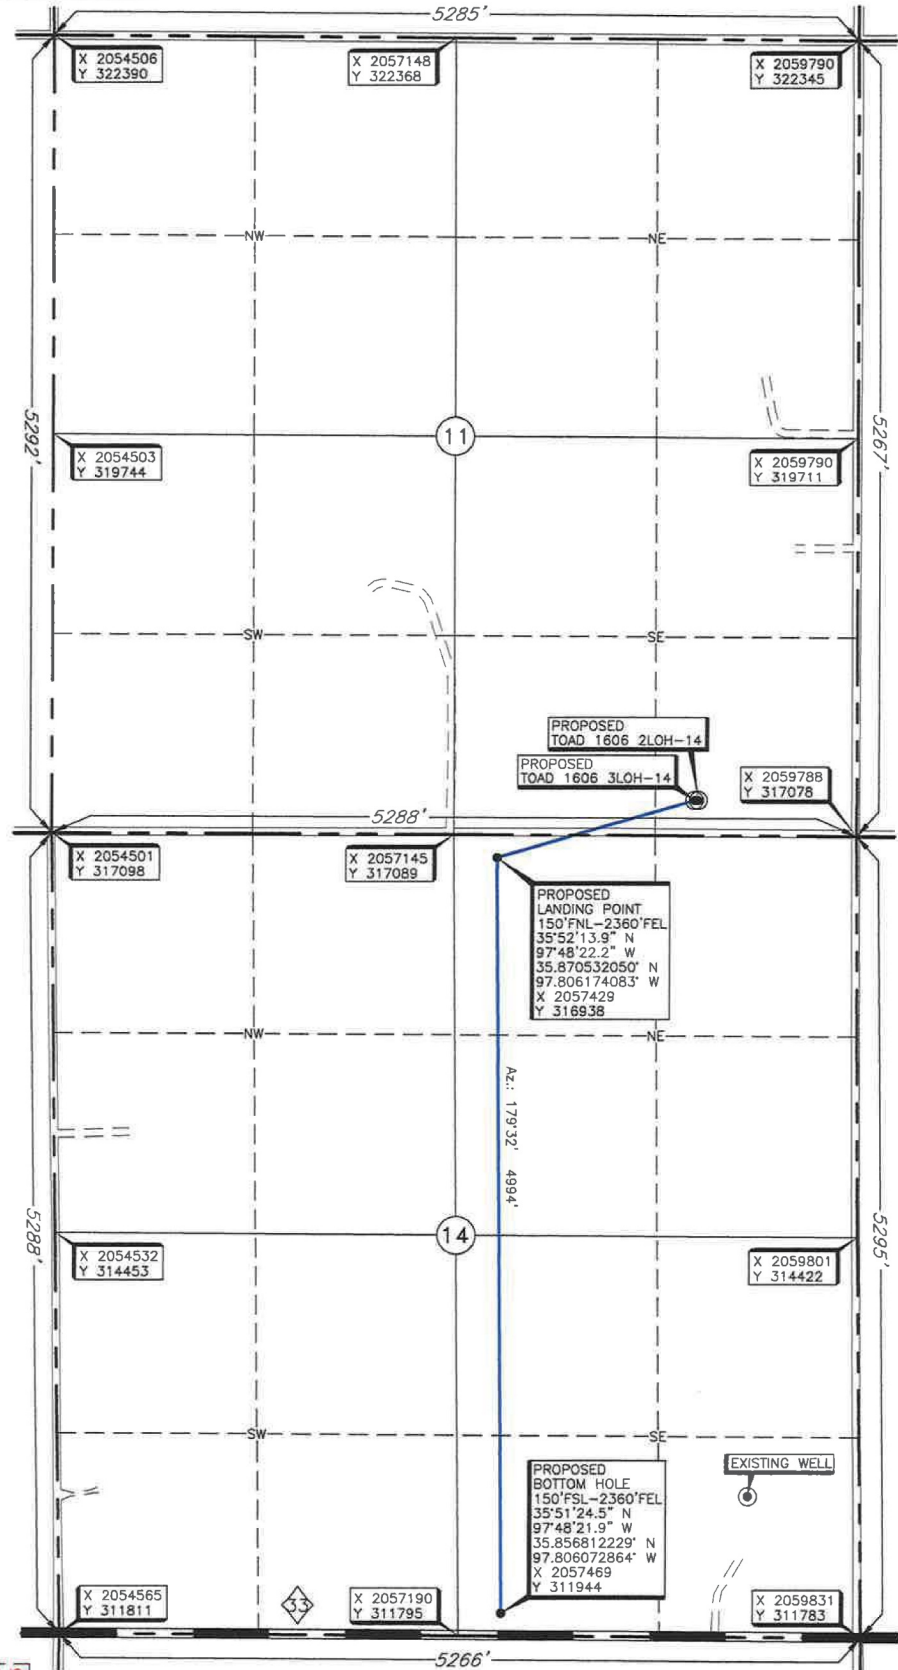 5285'
X 2054506
Y 322390
X 2057148
Y 322368
X 2059790
Y 322345
NW
NE
5292'
5267'
11
X 2054503
Y 319744
X 2059790
Y 319711
SW
SE
PROPOSED
TOAD 1606 2LOH-14
PROPOSED
TOAD 1606 3LOH-14
X 2059788
Y 317078
5288'
X 2054501
Y 317098
X 2057145
Y 317089
PROPOSED
LANDING POINT
150'FNL-2360'FEL
35°52'13.9" N
97°48'22.2" W
35.870532050° N
97.806174083° W
X 2057429
Y 316938
NW
NE
Az.: 179°32' 4994'
5288'
5295'
14
X 2054532
Y 314453
X 2059801
Y 314422
SW
SE
EXISTING WELL
PROPOSED
BOTTOM HOLE
150'FSL-2360'FEL
35°51'24.5" N
97°48'21.9" W
35.856812229° N
97.806072864° W
X 2057469
Y 311944
X 2054565
Y 311811
33
X 2057190
Y 311795
X 2059831
Y 311783
5266'